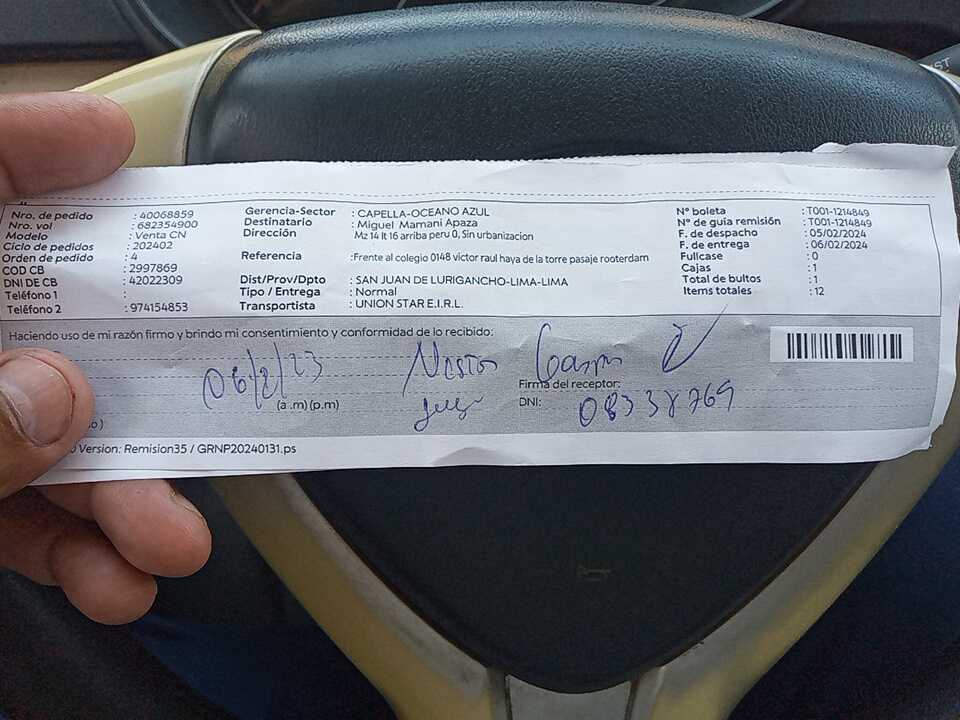 Nro. de pedido : 40068859
Nro. vol : 682354900
Modelo : Venta CN
Ciclo de pedidos : 202402
Orden de pedido : 4
COD CB : 2997869
DNI DE CB : 42022309
Teléfono 1 :
Teléfono 2 : 974154853
Gerencia-Sector : CAPELLA-OCEANO AZUL
Destinatario : Miguel Mamani Apaza
Dirección Mz 14 lt 16 arriba peru 0, Sin urbanizacion
Referencia :Frente al colegio 0148 victor raul haya de la torre pasaje rooterdam
Dist/Prov/Dpto : SAN JUAN DE LURIGANCHO-LIMA-LIMA
Tipo / Entrega : Normal
Transportista : UNION STAR E.I.R.L.
N° boleta : T001-1214849
N° de guía remisión : T001-1214849
F. de despacho : 05/02/2024
F. de entrega : 06/02/2024
Fullcase : 0
Cajas : 1
Total de bultos : 1
Items totales : 12
Haciendo uso de mi razón firmo y brindo mi consentimiento y conformidad de lo recibido:
06/2/23 Nestor
(a .m) (p.m)
Firma del receptor:
DNI: 08338769
o )
o Version: Remision35 / GRNP20240131.ps
ST